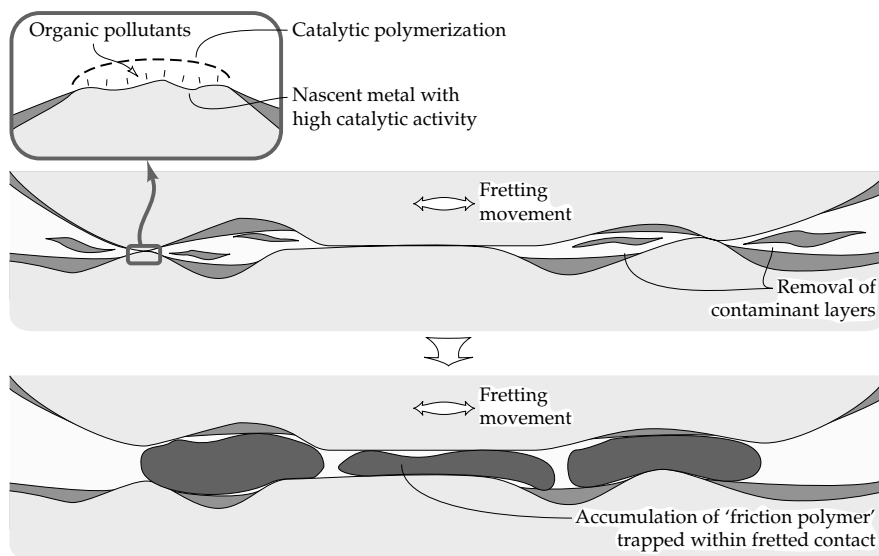 Organic pollutants
Catalytic polymerization
Nascent metal with
high catalytic activity
Fretting
movement
Removal of
contaminant layers
Fretting
movement
Accumulation of ‘friction polymer’
trapped within fretted contact